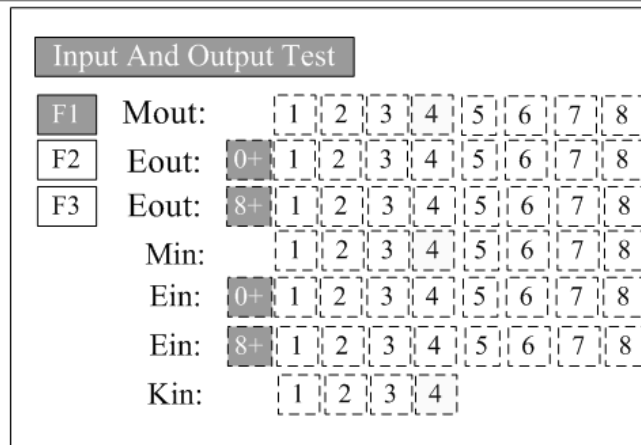 Input And Output Test
F1 Mout: 1 2 3 4 5 6 7 8
F2 Eout: 0+ 1 2 3 4 5 6 7 8
F3 Eout: 8+ 1 2 3 4 5 6 7 8
Min: 1 2 3 4 5 6 7 8
Ein: 0+ 1 2 3 4 5 6 7 8
Ein: 8+ 1 2 3 4 5 6 7 8
Kin: 1 2 3 4